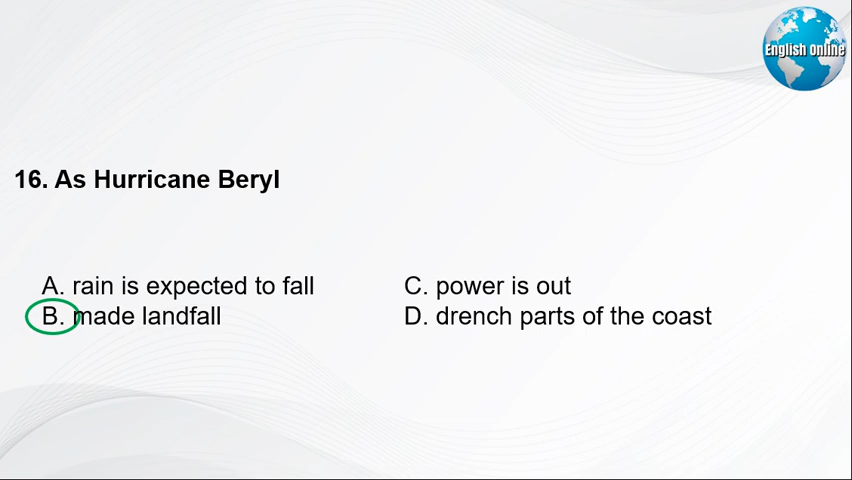 English Online
16. As Hurricane Beryl
A. rain is expected to fall
B. made landfall
C. power is out
D. drench parts of the coast